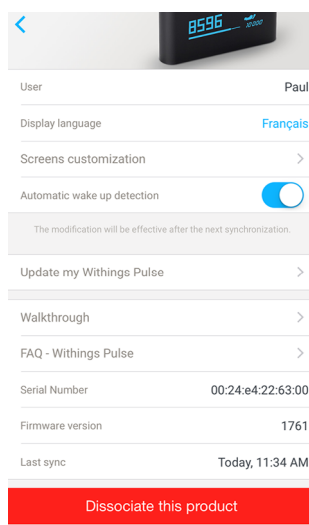 8596
10000
User
Paul
Display language
Français
Screens customization
Automatic wake up detection
The modification will be effective after the next synchronization.
Update my Withings Pulse
Walkthrough
FAQ - Withings Pulse
Serial Number
00:24:e4:22:63:00
Firmware version
1761
Last sync
Today, 11:34 AM
Dissociate this product